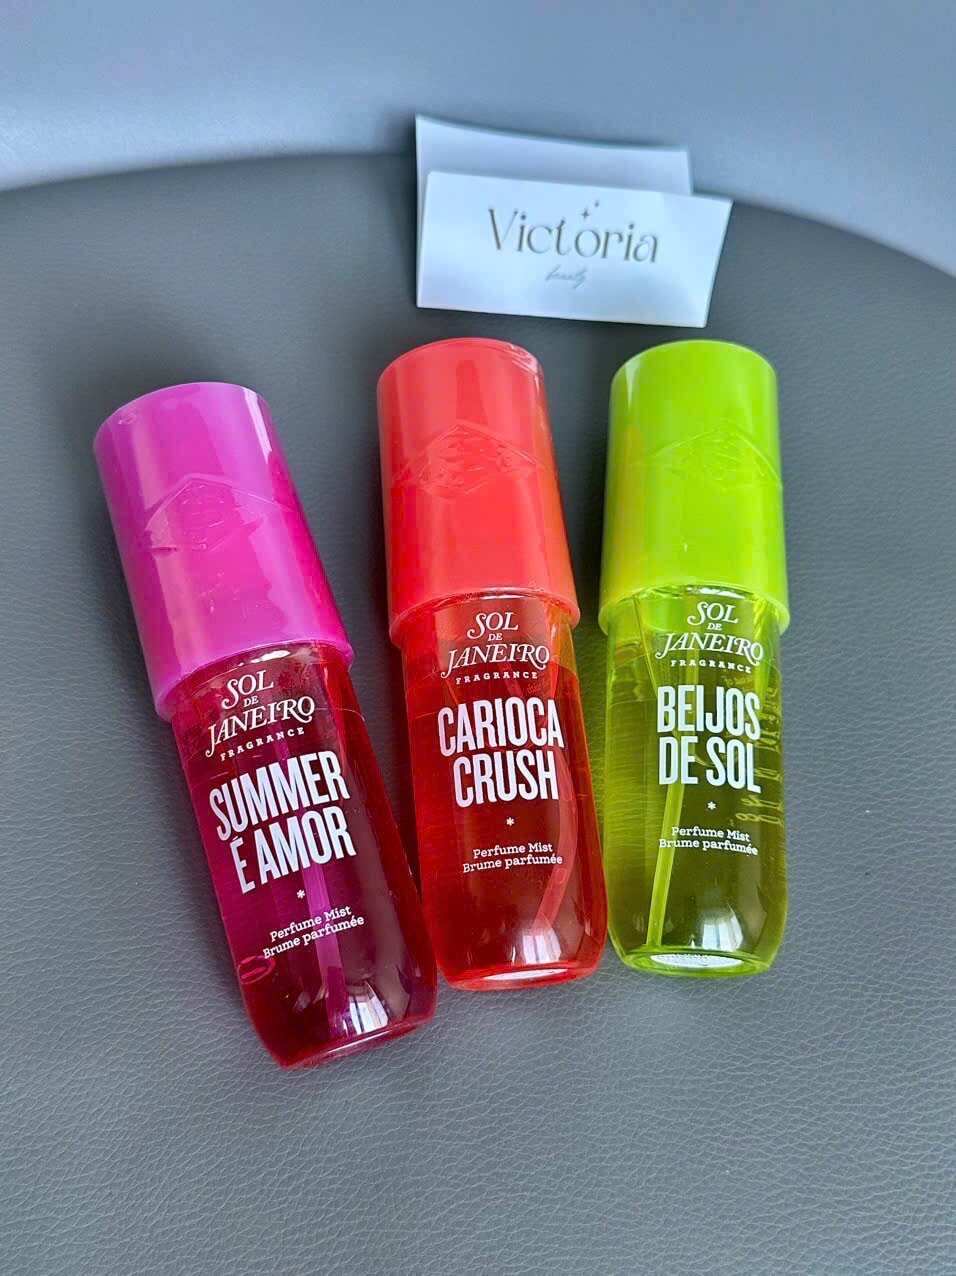 Victoria
beauty
SOL
DE
JANEIRO
FRAGRANCE
SUMMER
É AMOR
*
Perfume Mist
Brume parfumée
SOL
DE
JANEIRO
FRAGRANCE
CARIOCA
CRUSH
*
Perfume Mist
Brume parfumée
SOL
DE
JANEIRO
FRAGRANCE
BEIJOS
DE SOL
*
Perfume Mist
Brume parfumée